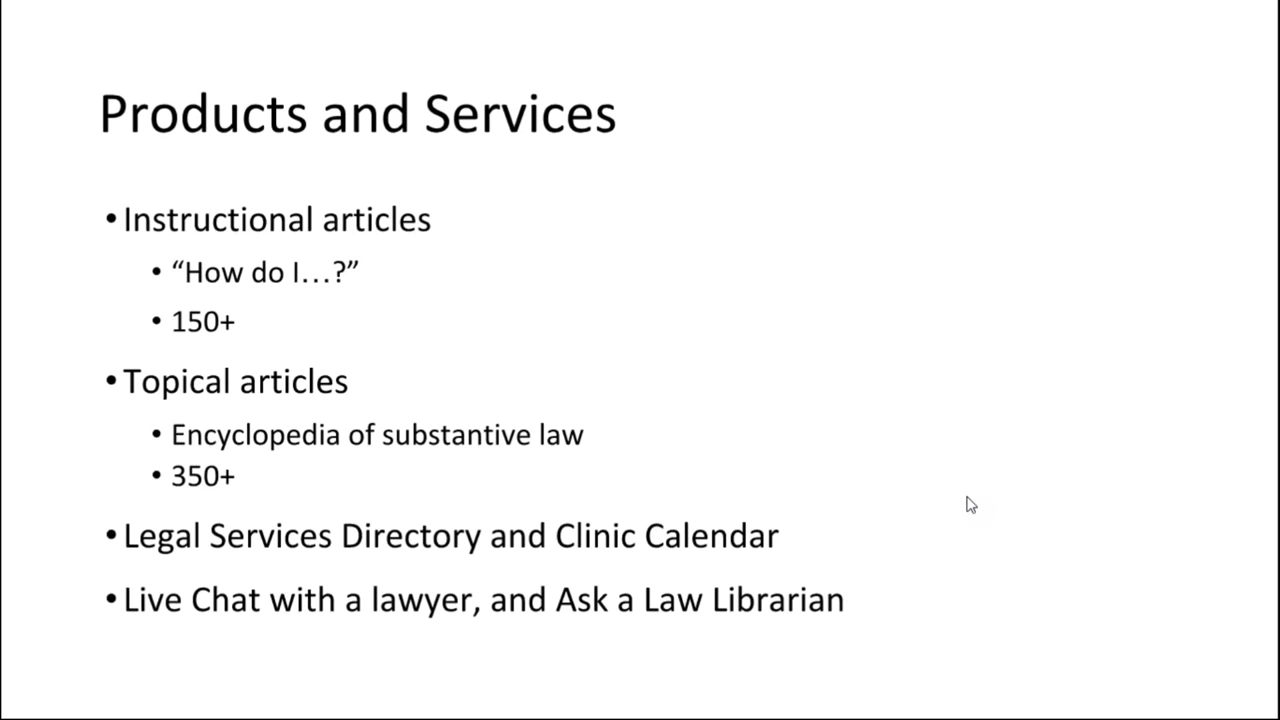 Products and Services
• Instructional articles
• “How do I…?”
• 150+
• Topical articles
• Encyclopedia of substantive law
• 350+
• Legal Services Directory and Clinic Calendar
• Live Chat with a lawyer, and Ask a Law Librarian